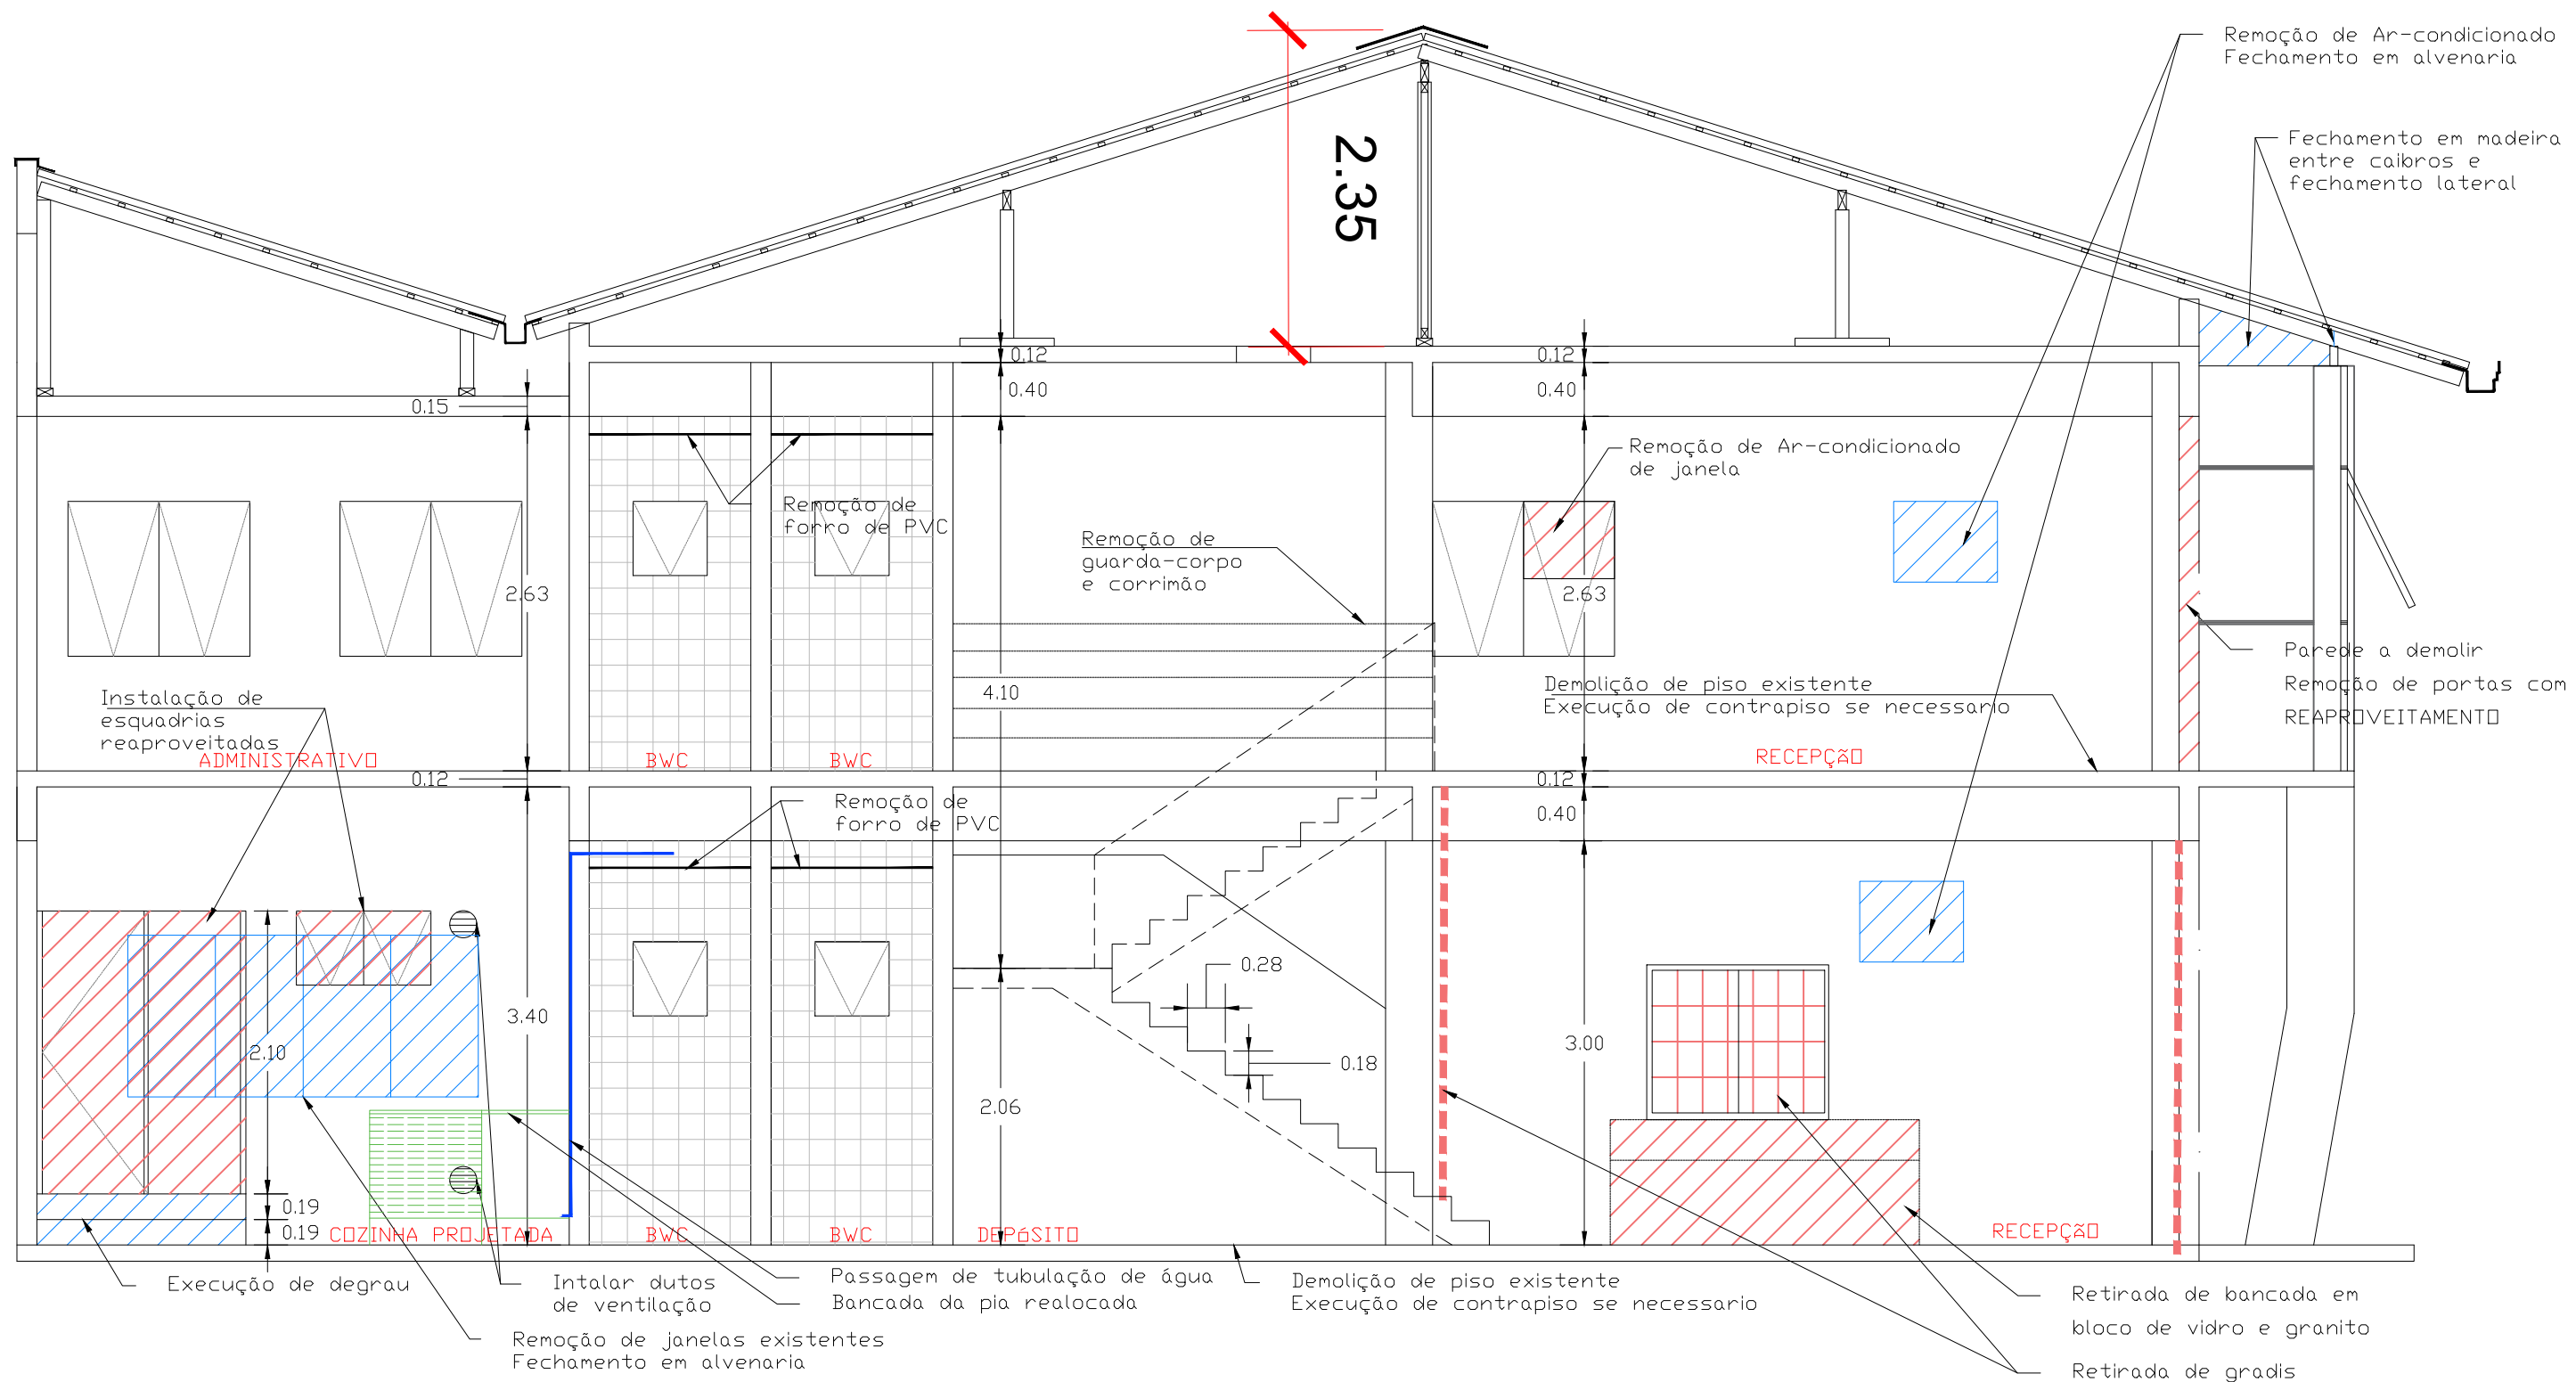 Remoção de Ar-condicionado
Fechamento em alvenaria
2.35
Fechamento em madeira
entre caibros e
fechamento lateral
0.12
0.12
0.40
0.40
0.15
Remoção de Ar-condicionado
de janela
Remoção de
forro de PVC
Remoção de
guarda-corpo
e corrimão
2.63
2.63
Parede a demolir
Remoção de portas com
REAPROVEITAMENTO
4.10
Demolição de piso existente
Execução de contrapiso se necessario
Instalação de
esquadrias
reaproveitadas
ADMINISTRATIVO
BWC
BWC
RECEPÇãO
0.12
0.12
Remoção de
forro de PVC
0.40
0.28
3.40
2.10
3.00
0.18
2.06
0.19
0.19
COZINHA PROJETADA
BWC
BWC
DEPóSITO
RECEPÇãO
Execução de degrau
Intalar dutos
de ventilação
Passagem de tubulação de água
Bancada da pia realocada
Demolição de piso existente
Execução de contrapiso se necessario
Retirada de bancada em
bloco de vidro e granito
Remoção de janelas existentes
Fechamento em alvenaria
Retirada de gradis